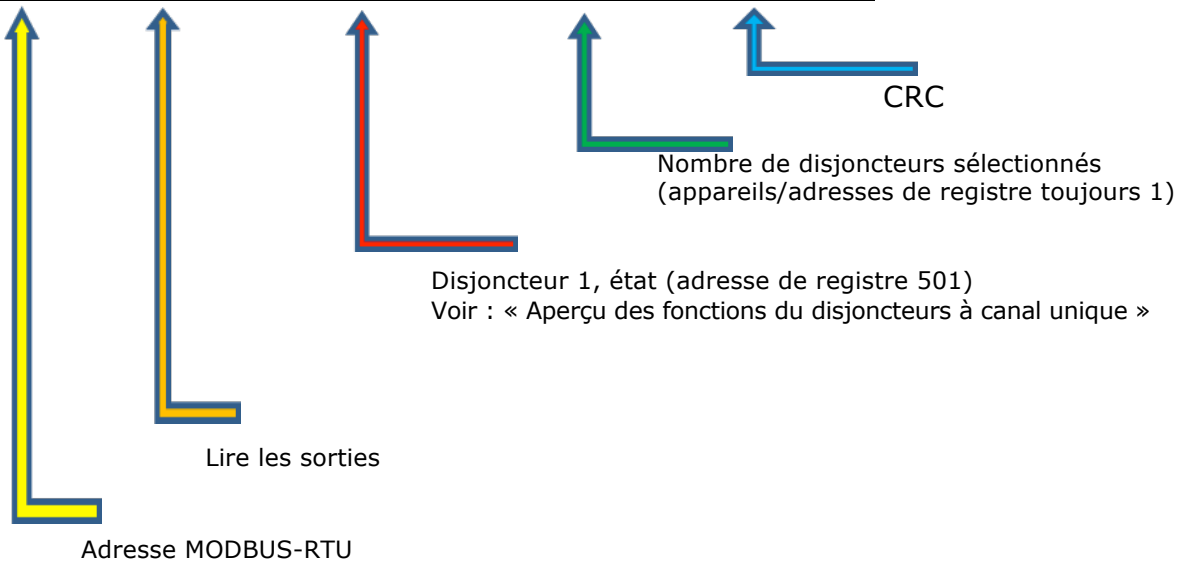 CRC
Nombre de disjoncteurs sélectionnés
(appareils/adresses de registre toujours 1)
Disjoncteur 1, état (adresse de registre 501)
Voir : « Aperçu des fonctions du disjoncteurs à canal unique »
Lire les sorties
Adresse MODBUS-RTU